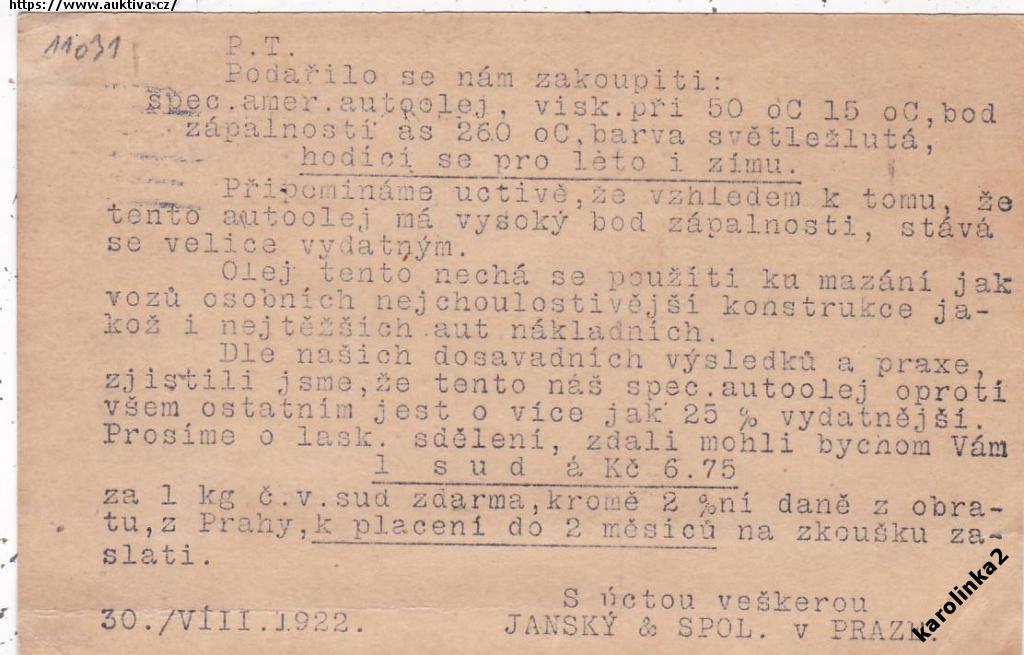 https://www.auktiva.cz/
11031
P.T.
Podařilo se nám zakoupiti:
spec.amer.autoolej, visk.při 50 oC 15 oC,bod
zápalností as 260 oC,barva světležlutá,
hodící se pro léto i zimu.
Připomínáme uctivě,že vzhledem k tomu, že
tento autoolej má vysoký bod zápalnosti, stává
se velice vydatným.
Olej tento nechá se použíti ku mazání jak
vozů osobních nejchoulostivější konstrukce ja-
kož i nejtěžších aut nákladních.
Dle našich dosavadních výsledků a praxe,
zjistili jsme,že tento náš spec.autoolej oproti
všem ostatním jest o více jak 25 % vydatnější.
Prosíme o lask. sdělení, zdali mohli bychom Vám
1 sud á Kč 6.75
za 1 kg č.v.sud zdarma,kromě 2 %ní daně z obra-
tu,z Prahy,k placení do 2 měsíců na zkoušku za-
slati.
S úctou veškerou
30./VIII.1922. JANSKÝ & SPOL. v PRAZE.
karolinka2